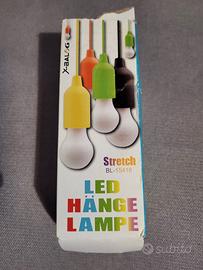 X-BALOG
Stretch
BL-15418
LED
HÄNGE
LAMPE
subito